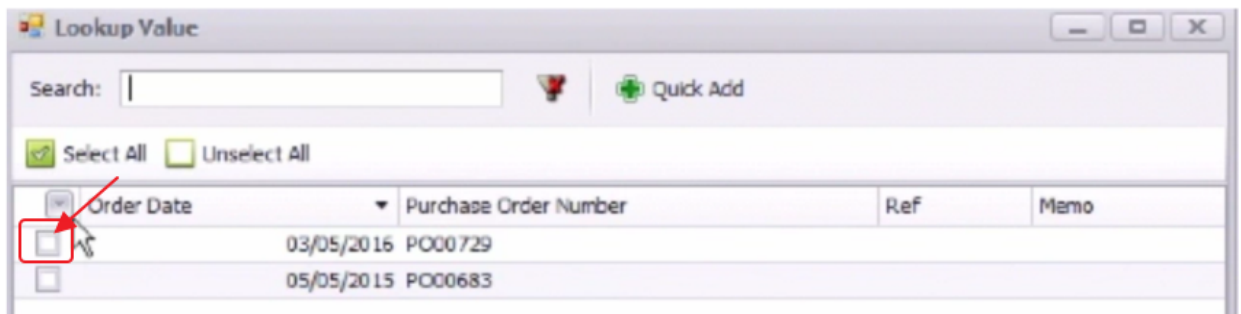 Lookup Value
Search: Quick Add
Select All Unselect All
Order Date Purchase Order Number Ref Memo
03/05/2016 PO00729
05/05/2015 PO00683